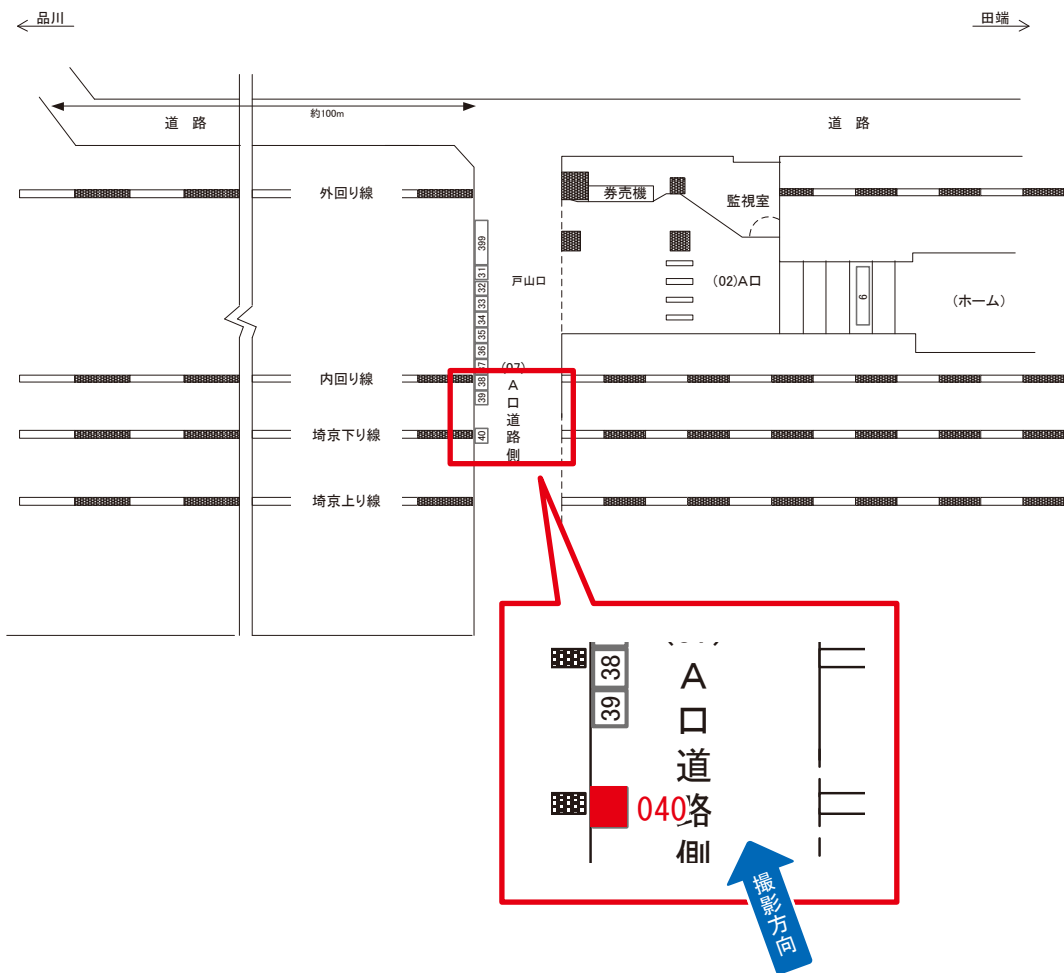 品川
田端
約100m
道 路
道 路
外回り線
券売機
監視室
399
31
32
33
34
35
36
37
38
39
40
戸山口
(02)A口
6
(ホーム)
内回り線
(07)
A口道路側
埼京下り線
埼京上り線
38
39
A口道路側
040
撮影方向